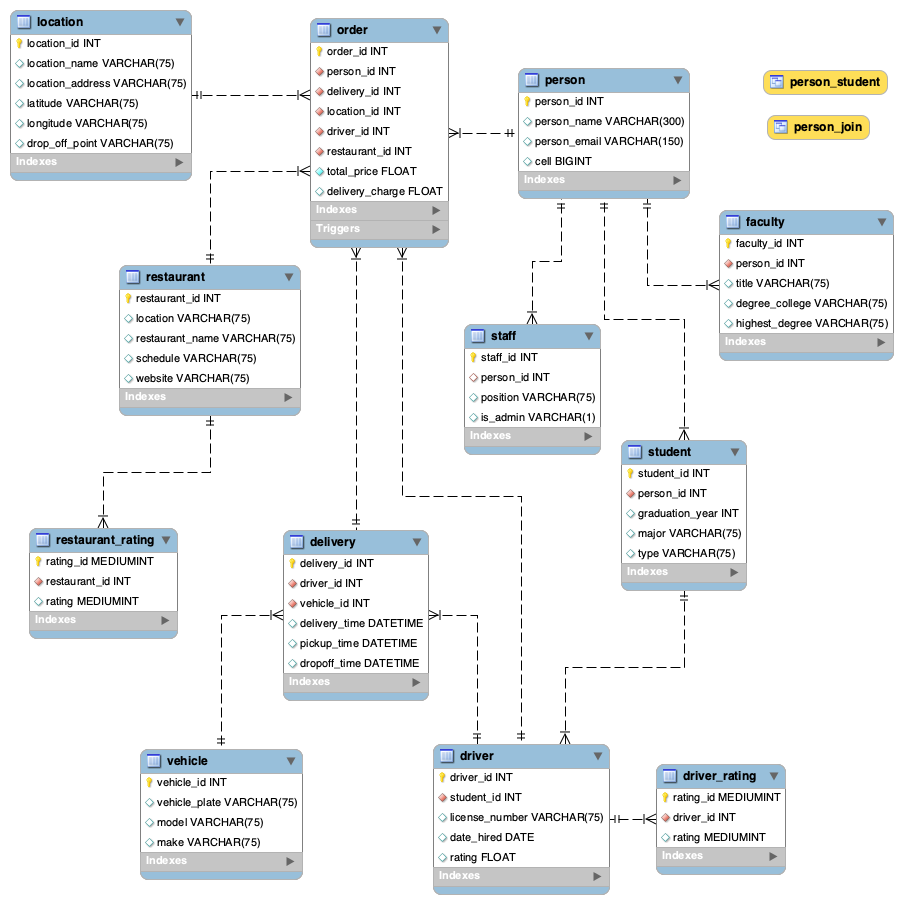 location
location_id INT
location_name VARCHAR(75)
location_address VARCHAR(75)
latitude VARCHAR(75)
longitude VARCHAR(75)
drop_off_point VARCHAR(75)
Indexes
order
order_id INT
person_id INT
delivery_id INT
location_id INT
driver_id INT
restaurant_id INT
total_price FLOAT
delivery_charge FLOAT
Indexes
Triggers
person
person_id INT
person_name VARCHAR(300)
person_email VARCHAR(150)
cell BIGINT
Indexes
person_student
person_join
faculty
faculty_id INT
person_id INT
title VARCHAR(75)
degree_college VARCHAR(75)
highest_degree VARCHAR(75)
Indexes
restaurant
restaurant_id INT
location VARCHAR(75)
restaurant_name VARCHAR(75)
schedule VARCHAR(75)
website VARCHAR(75)
Indexes
staff
staff_id INT
person_id INT
position VARCHAR(75)
is_admin VARCHAR(1)
Indexes
student
student_id INT
person_id INT
graduation_year INT
major VARCHAR(75)
type VARCHAR(75)
Indexes
restaurant_rating
rating_id MEDIUMINT
restaurant_id INT
rating MEDIUMINT
Indexes
delivery
delivery_id INT
driver_id INT
vehicle_id INT
delivery_time DATETIME
pickup_time DATETIME
dropoff_time DATETIME
Indexes
vehicle
vehicle_id INT
vehicle_plate VARCHAR(75)
model VARCHAR(75)
make VARCHAR(75)
Indexes
driver
driver_id INT
student_id INT
license_number VARCHAR(75)
date_hired DATE
rating FLOAT
Indexes
driver_rating
rating_id MEDIUMINT
driver_id INT
rating MEDIUMINT
Indexes